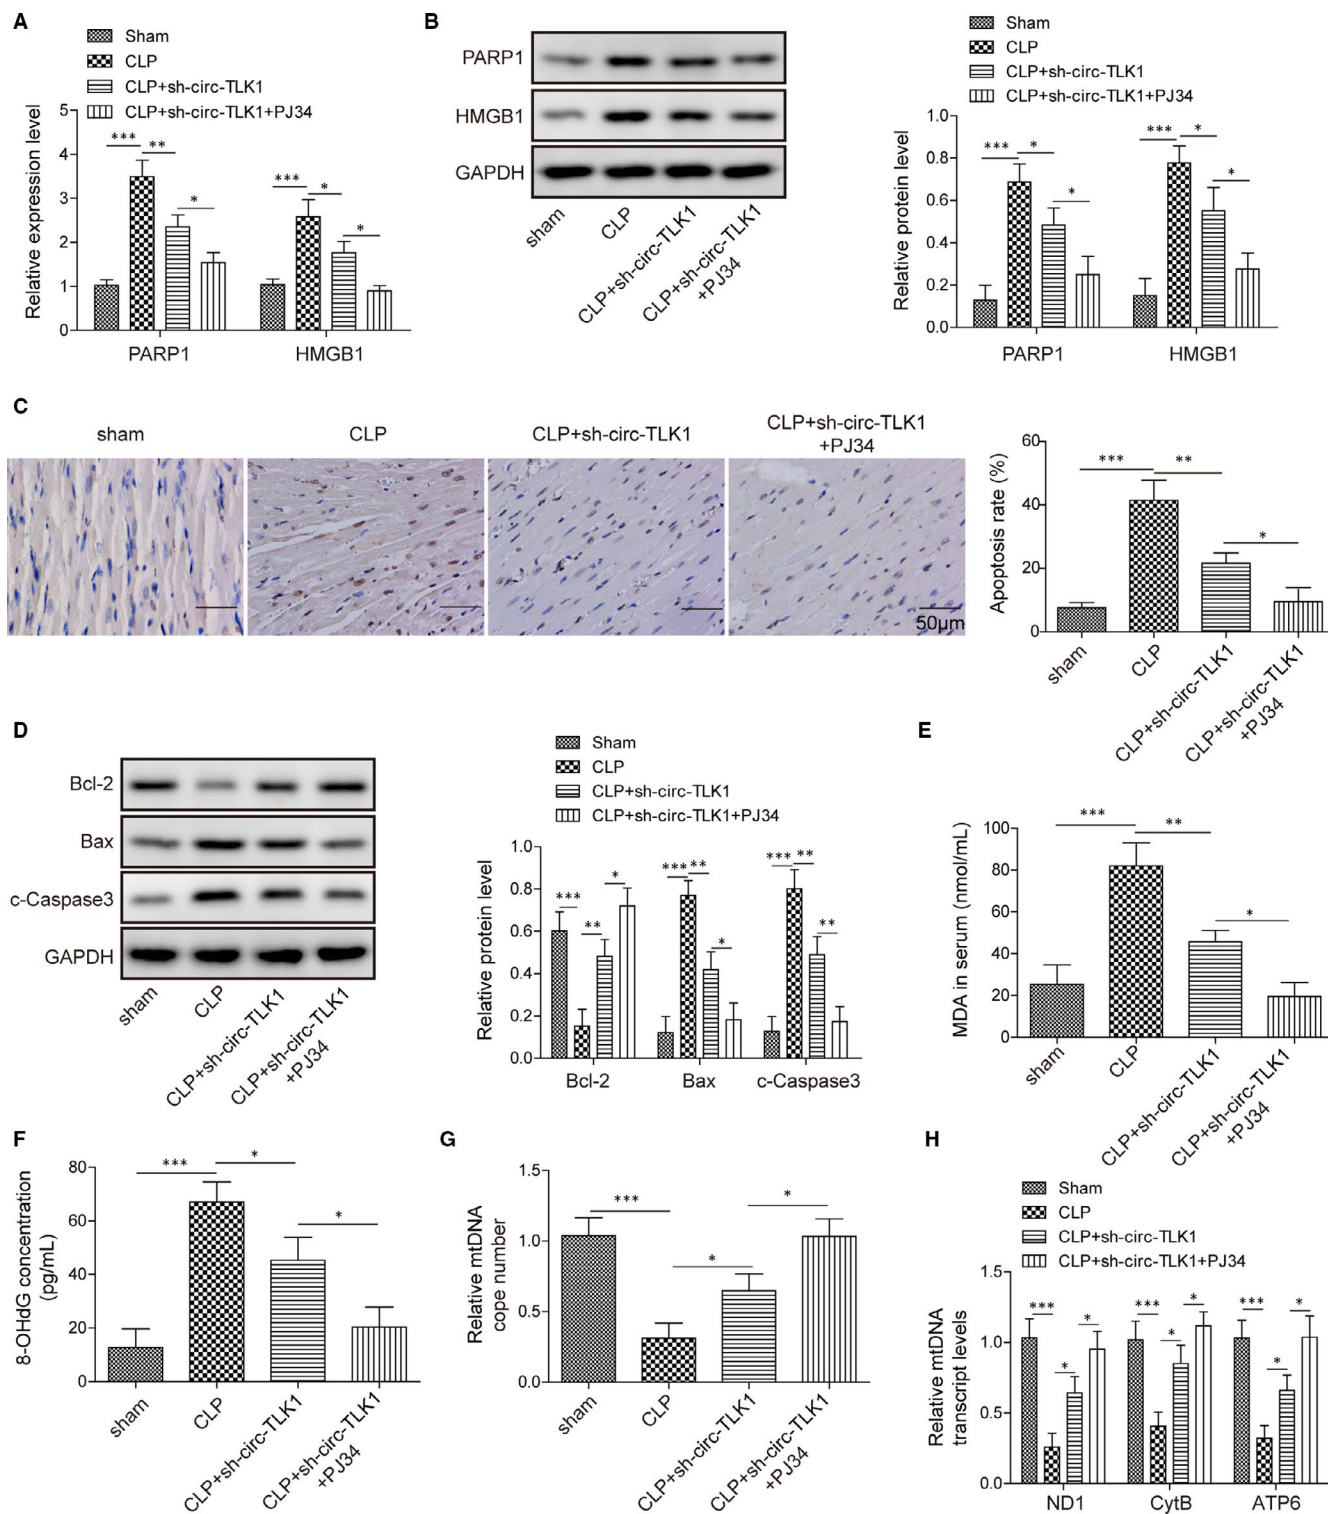 A
Sham
CLP
CLP+sh-circ-TLK1
CLP+sh-circ-TLK1+PJ34
Relative expression level
5
4
3
2
1
0
*** ** *
*** * *
PARP1 HMGB1
B
PARP1
HMGB1
GAPDH
sham
CLP
CLP+sh-circ-TLK1
CLP+sh-circ-TLK1
+PJ34
Sham
CLP
CLP+sh-circ-TLK1
CLP+sh-circ-TLK1+PJ34
Relative protein level
1.0
0.8
0.6
0.4
0.2
0.0
*** * *
*** * *
PARP1 HMGB1
C
sham
CLP
CLP+sh-circ-TLK1
CLP+sh-circ-TLK1
+PJ34
50μm
Apoptosis rate (%)
60
40
20
0
*** ** *
sham
CLP
CLP+sh-circ-TLK1
CLP+sh-circ-TLK1
+PJ34
D
Bcl-2
Bax
c-Caspase3
GAPDH
sham
CLP
CLP+sh-circ-TLK1
CLP+sh-circ-TLK1
+PJ34
Sham
CLP
CLP+sh-circ-TLK1
CLP+sh-circ-TLK1+PJ34
Relative protein level
1.0
0.8
0.6
0.4
0.2
0.0
*** ** *
*** ** *
*** ** **
Bcl-2 Bax c-Caspase3
E
MDA in serum (nmol/mL)
100
80
60
40
20
0
*** ** *
sham
CLP
CLP+sh-circ-TLK1
CLP+sh-circ-TLK1
+PJ34
F
8-OHdG concentration
(pg/mL)
80
60
40
20
0
*** * *
sham
CLP
CLP+sh-circ-TLK1
CLP+sh-circ-TLK1
+PJ34
G
Relative mtDNA
cope number
1.5
1.0
0.5
0.0
*** * *
sham
CLP
CLP+sh-circ-TLK1
CLP+sh-circ-TLK1
+PJ34
H
Sham
CLP
CLP+sh-circ-TLK1
CLP+sh-circ-TLK1+PJ34
Relative mtDNA
transcript levels
1.5
1.0
0.5
0.0
*** * *
*** * *
*** * *
ND1 CytB ATP6